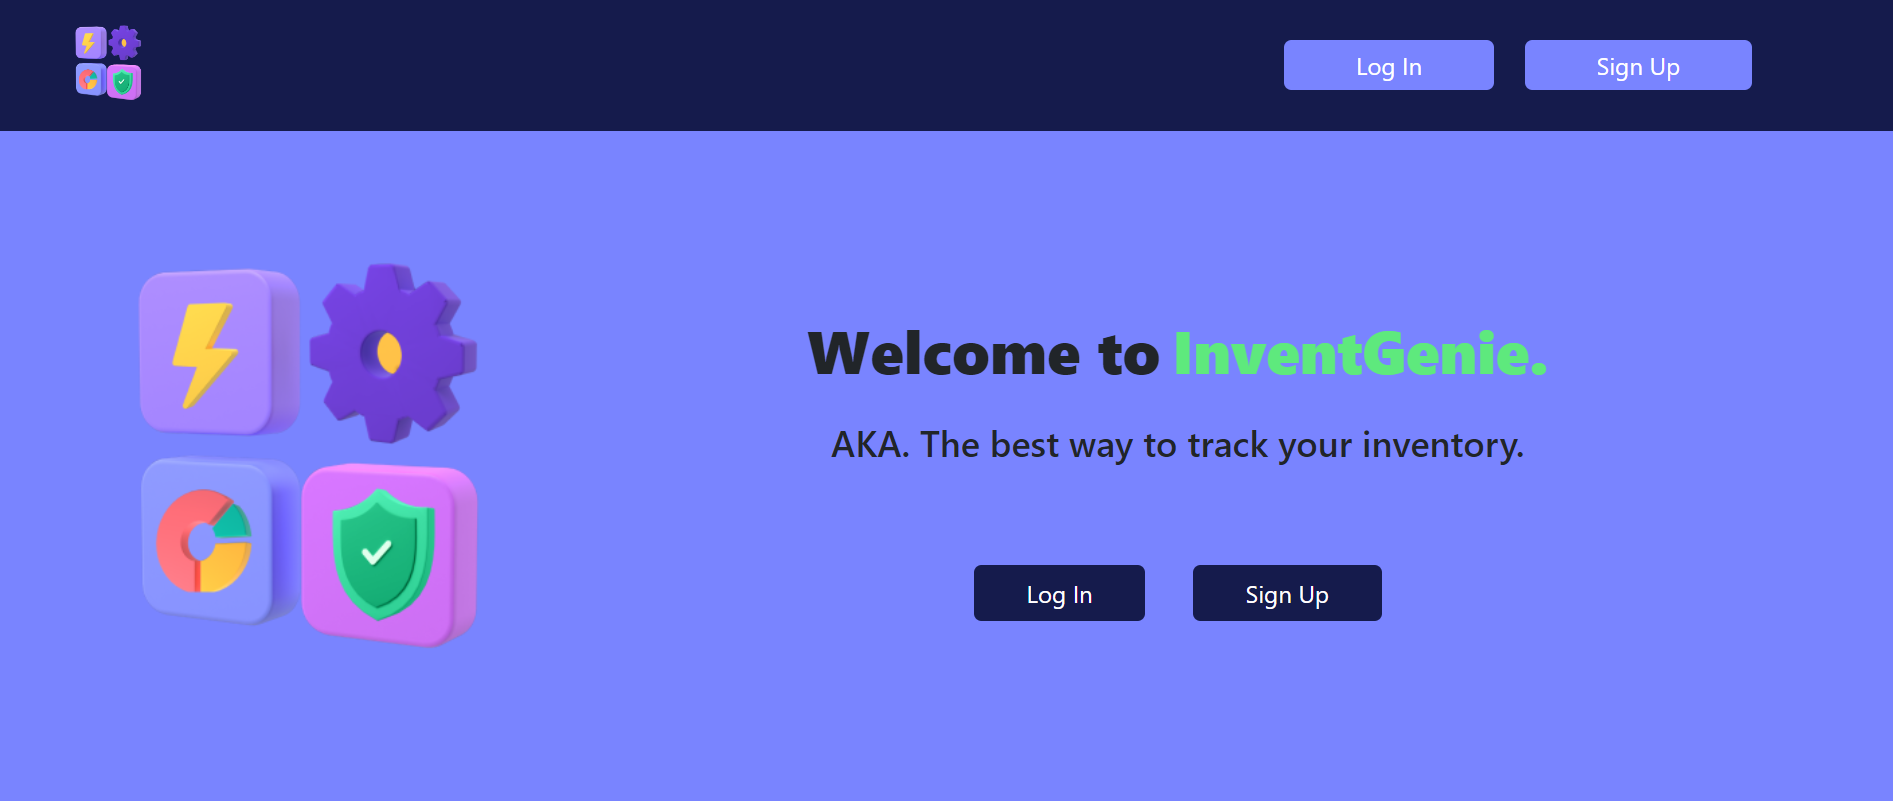 Log In
Sign Up
Welcome to InventGenie.
AKA. The best way to track your inventory.
Log In
Sign Up